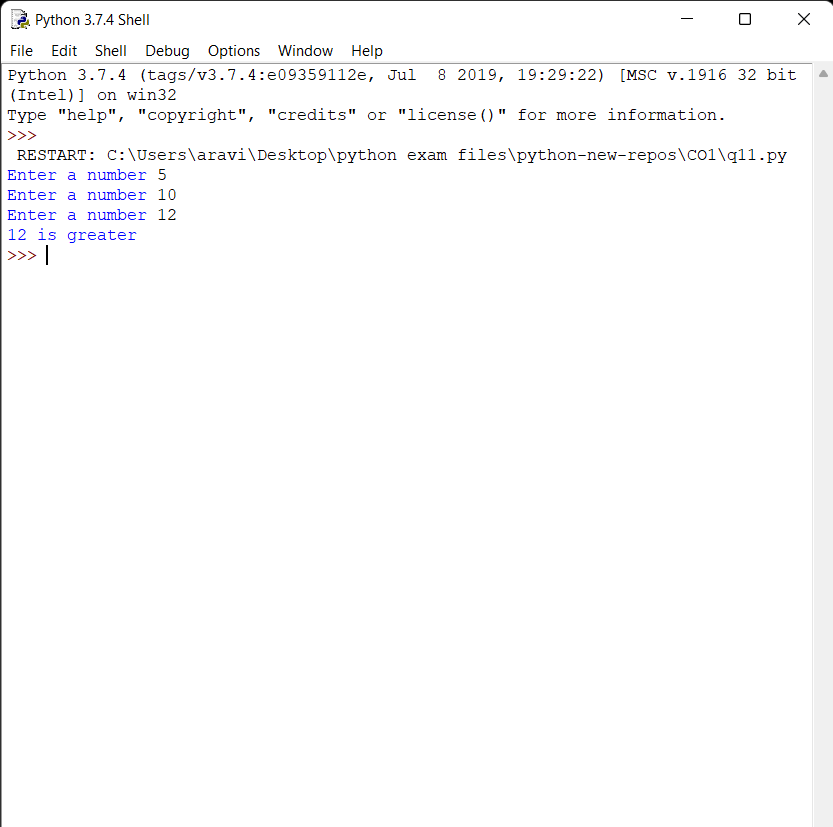 Python 3.7.4 Shell
File Edit Shell Debug Options Window Help
Python 3.7.4 (tags/v3.7.4:e09359112e, Jul  8 2019, 19:29:22) [MSC v.1916 32 bit
(Intel)] on win32
Type "help", "copyright", "credits" or "license()" for more information.
>>>
 RESTART: C:\Users\aravi\Desktop\python exam files\python-new-repos\CO1\q11.py
Enter a number 5
Enter a number 10
Enter a number 12
12 is greater
>>>